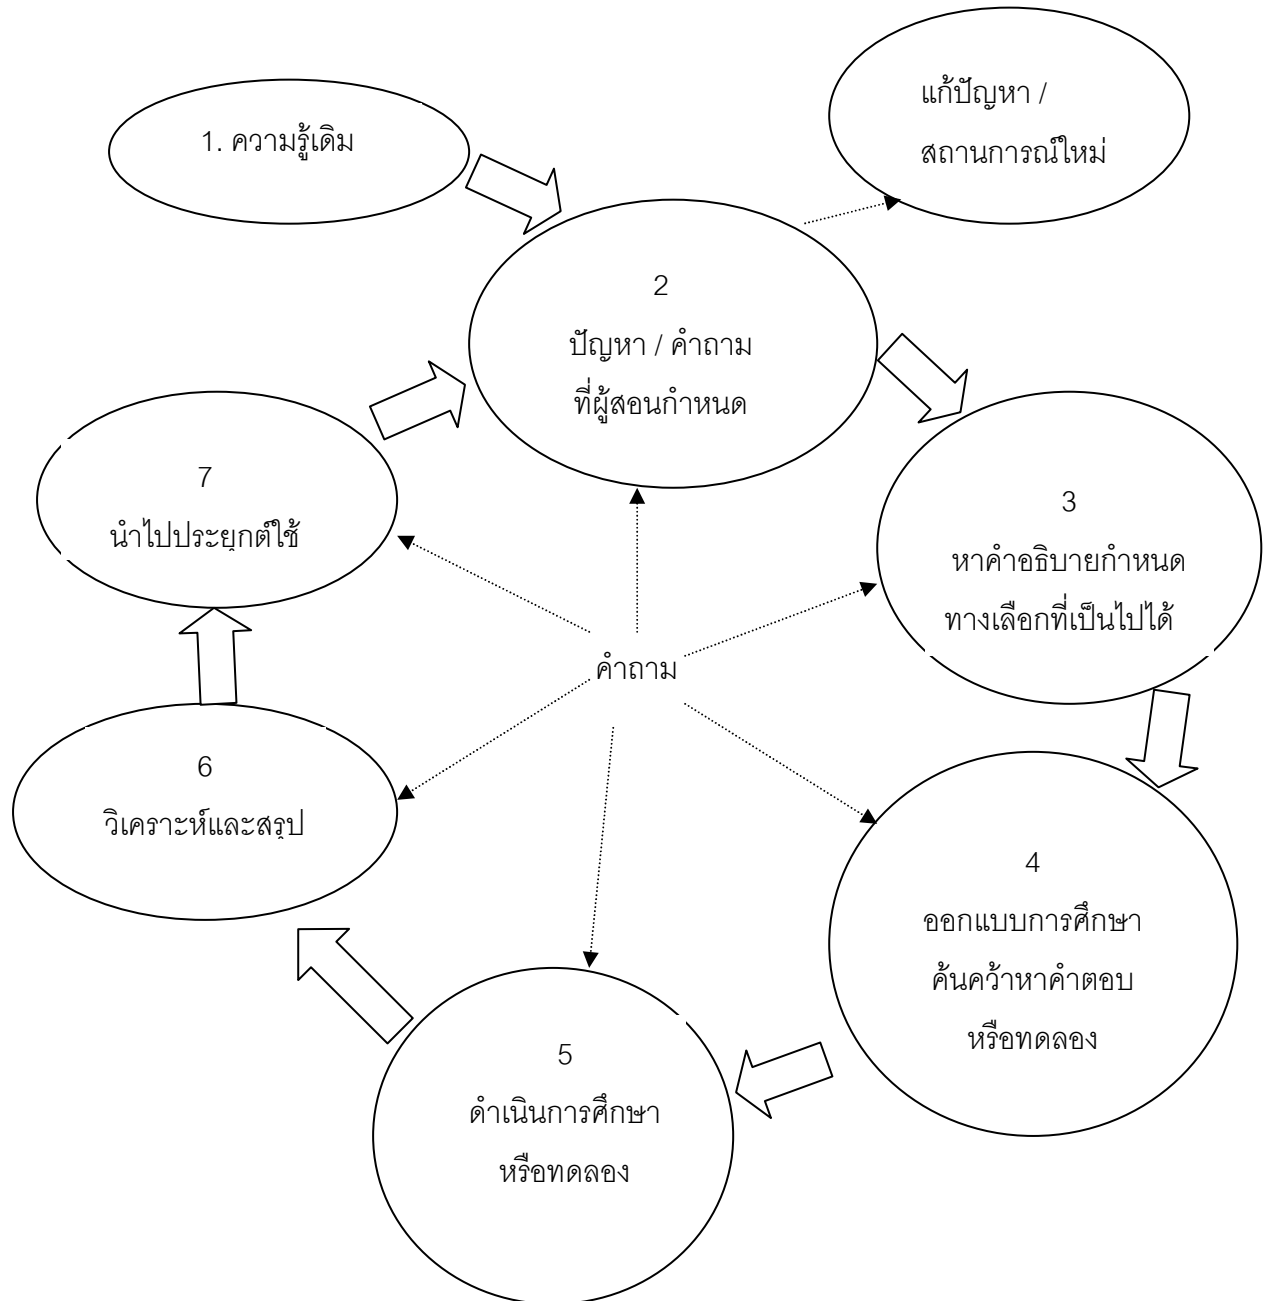 1. ความรู้เดิม
แก้ปัญหา /
สถานการณ์ใหม่
2
ปัญหา / คำถาม
ที่ผู้สอนกำหนด
3
หาคำอธิบายกำหนด
ทางเลือกที่เป็นไปได้
4
ออกแบบการศึกษา
ค้นคว้าหาคำตอบ
หรือทดลอง
5
ดำเนินการศึกษา
หรือทดลอง
6
วิเคราะห์และสรุป
7
นำไปประยุกต์ใช้
คำถาม